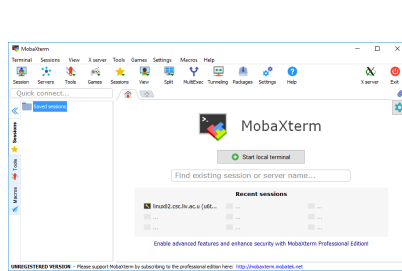 MobaXterm
Terminal Sessions View X server Tools Games Settings Macros Help
Session Servers Tools Games Sessions View Split MultiExec Tunneling Packages Settings Help X server Exit
Quick connect...
Saved sessions
Sessions
Tools
Macros
MobaXterm
Start local terminal
Find existing session or server name...
Recent sessions
...
...
...
...
...
...
...
...
Enable advanced features and enhance security with MobaXterm Professional Edition!
UNREGISTERED VERSION - Please support MobaXterm by subscribing to the professional edition here: http://mobaxterm.mobatek.net